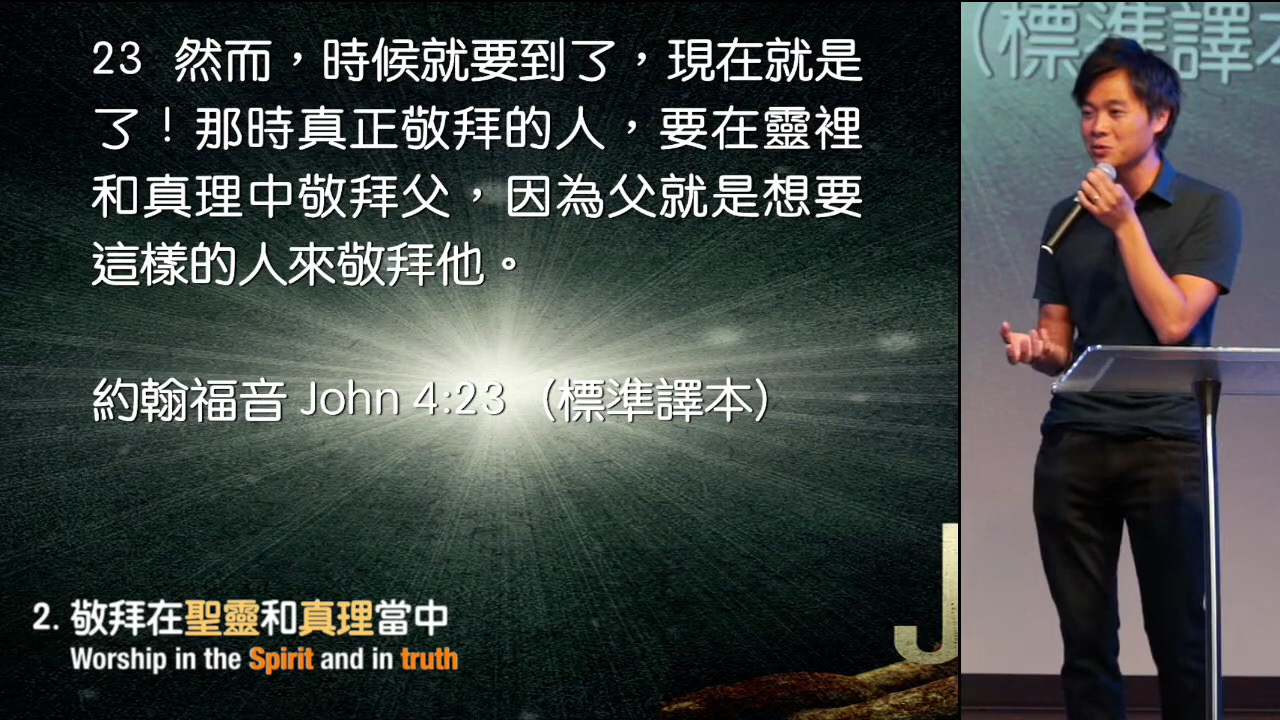 23 然而，時候就要到了，現在就是
了！那時真正敬拜的人，要在靈裡
和真理中敬拜父，因為父就是想要
這樣的人來敬拜他。
約翰福音 John 4:23 （標準譯本）
2. 敬拜在聖靈和真理當中
Worship in the Spirit and in truth
J
（標準譯本